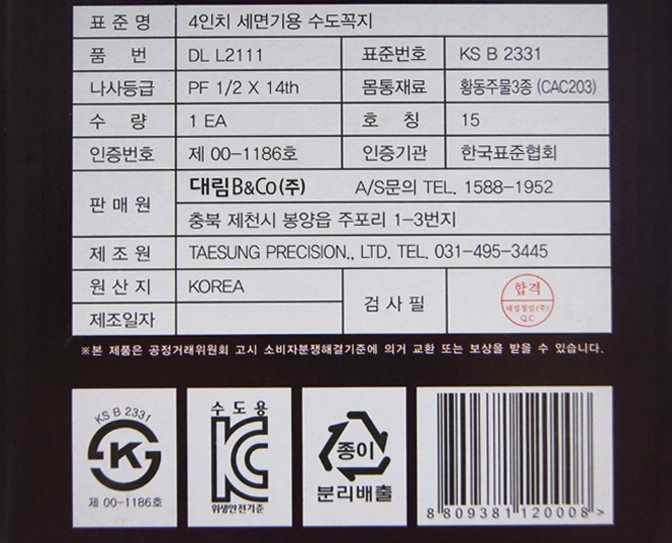 표준명 4인치 세면기용 수도꼭지
품 번 DL L2111 표준번호 KS B 2331
나사등급 PF 1/2 X 14th 몸통재료 황동주물3종 (CAC203)
수 량 1 EA 호 칭 15
인증번호 제 00-1186호 인증기관 한국표준협회
판매원 대림B&Co(주) A/S문의 TEL. 1588-1952
충북 제천시 봉양읍 주포리 1-3번지
제조원 TAESUNG PRECISION., LTD. TEL. 031-495-3445
원산지 KOREA 검사필 합격
태성정밀(주)
Q.C
제조일자
※본 제품은 공정거래위원회 고시 소비자분쟁해결기준에 의거 교환 또는 보상을 받을 수 있습니다.
KS B 2331
K
제 00-1186호
수도용
KC
위생안전기준
종이
분리배출
8809381120008>